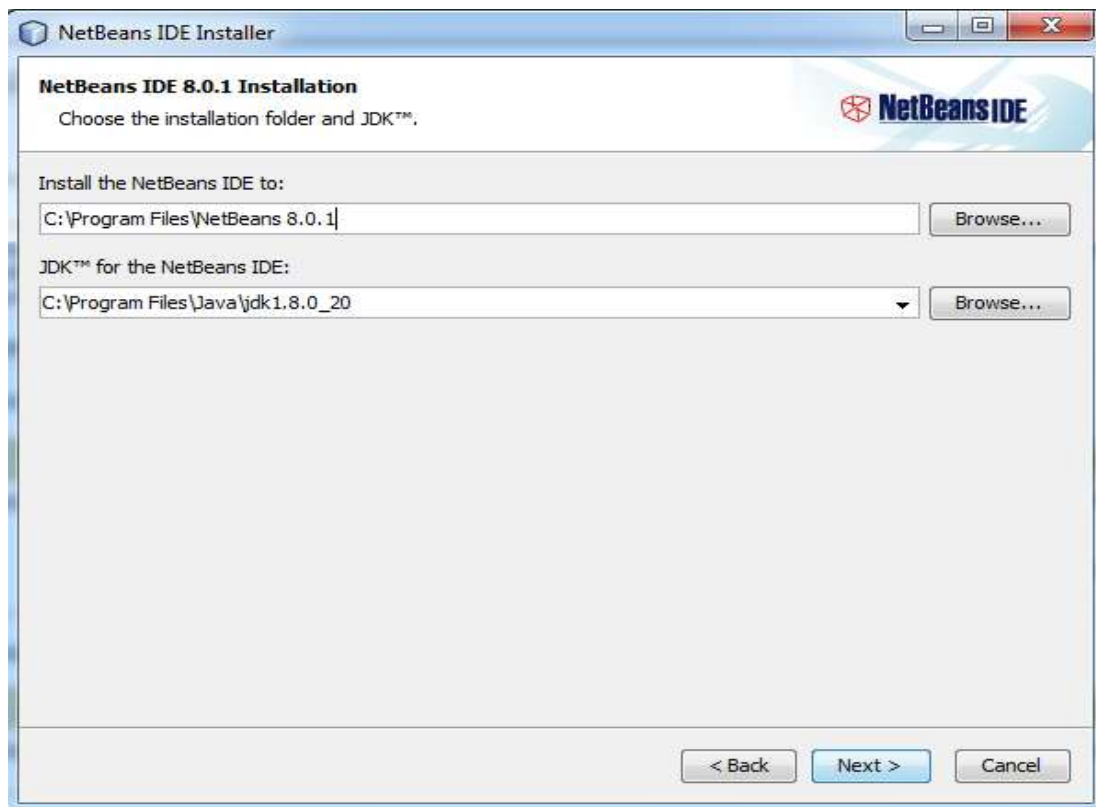 NetBeans IDE Installer
NetBeans IDE 8.0.1 Installation
Choose the installation folder and JDK™.
NetBeans IDE
Install the NetBeans IDE to:
C:\Program Files\NetBeans 8.0.1
Browse...
JDK™ for the NetBeans IDE:
C:\Program Files\Java\jdk1.8.0_20
Browse...
< Back
Next >
Cancel